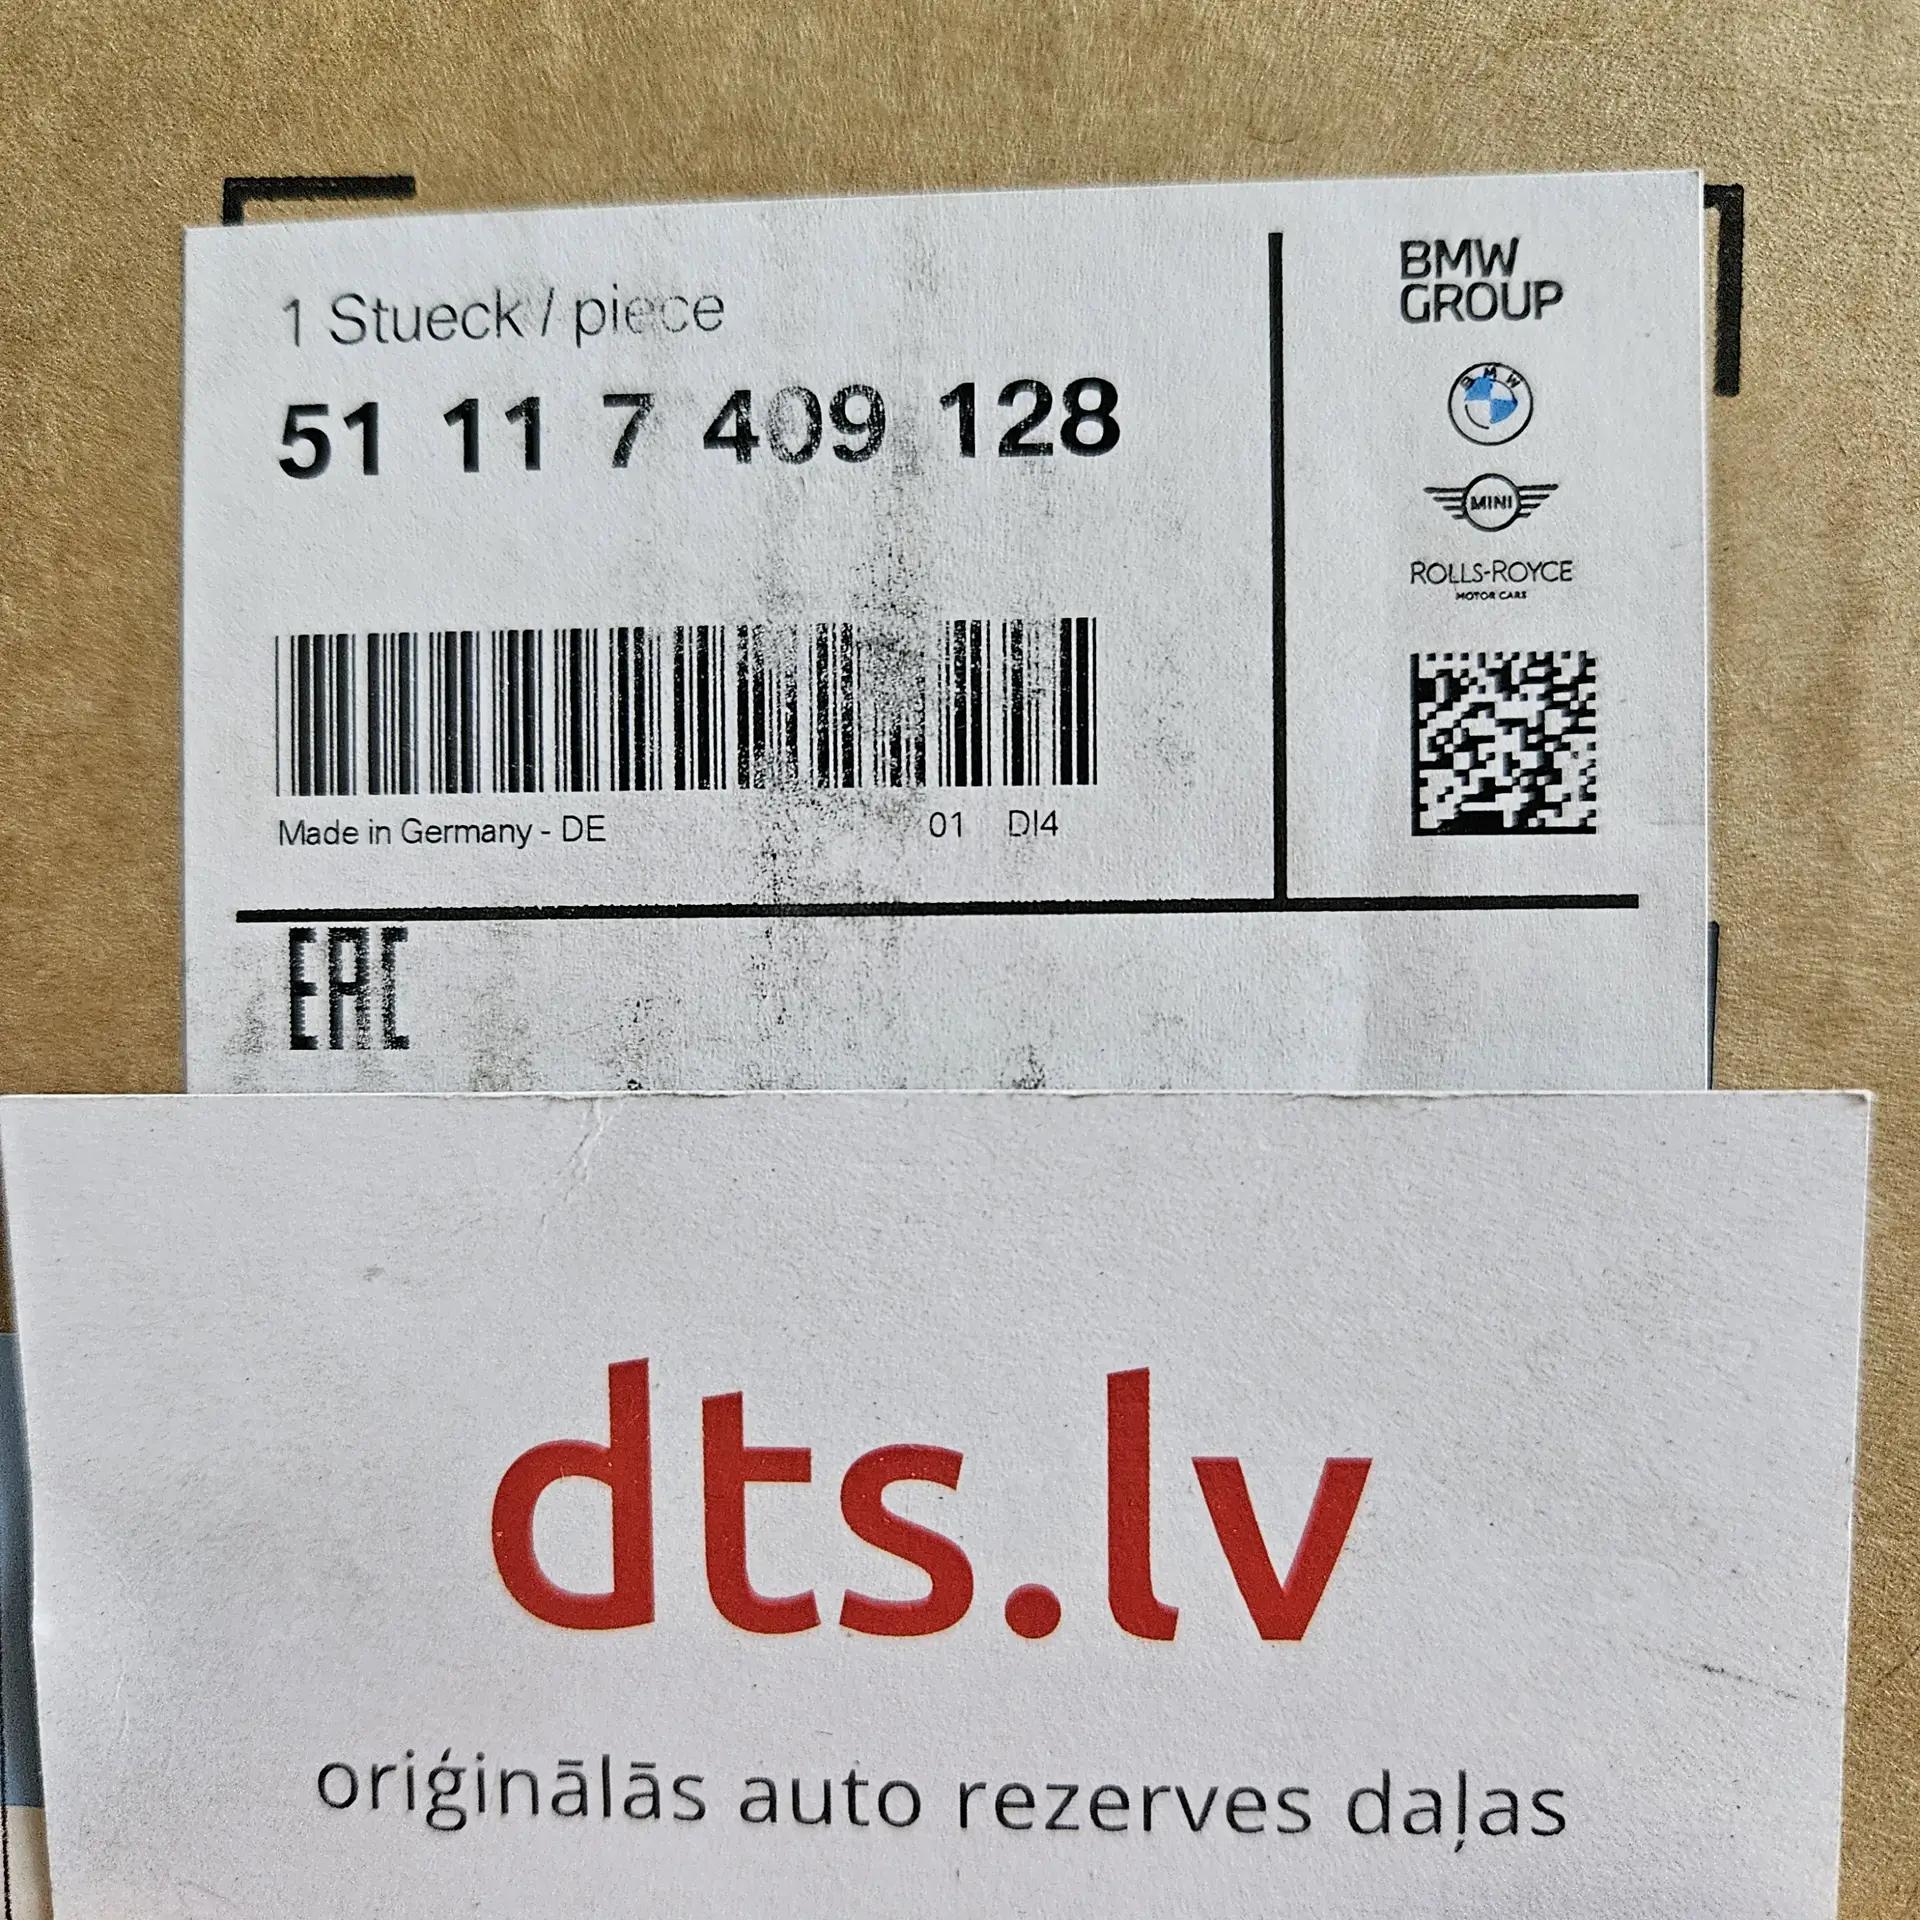 1 Stueck / piece
51 11 7 409 128
Made in Germany - DE
01 DI4
BMW
GROUP
BMW
MINI
ROLLS-ROYCE
MOTOR CARS
EAC
dts.lv
oriģinālās auto rezerves daļas